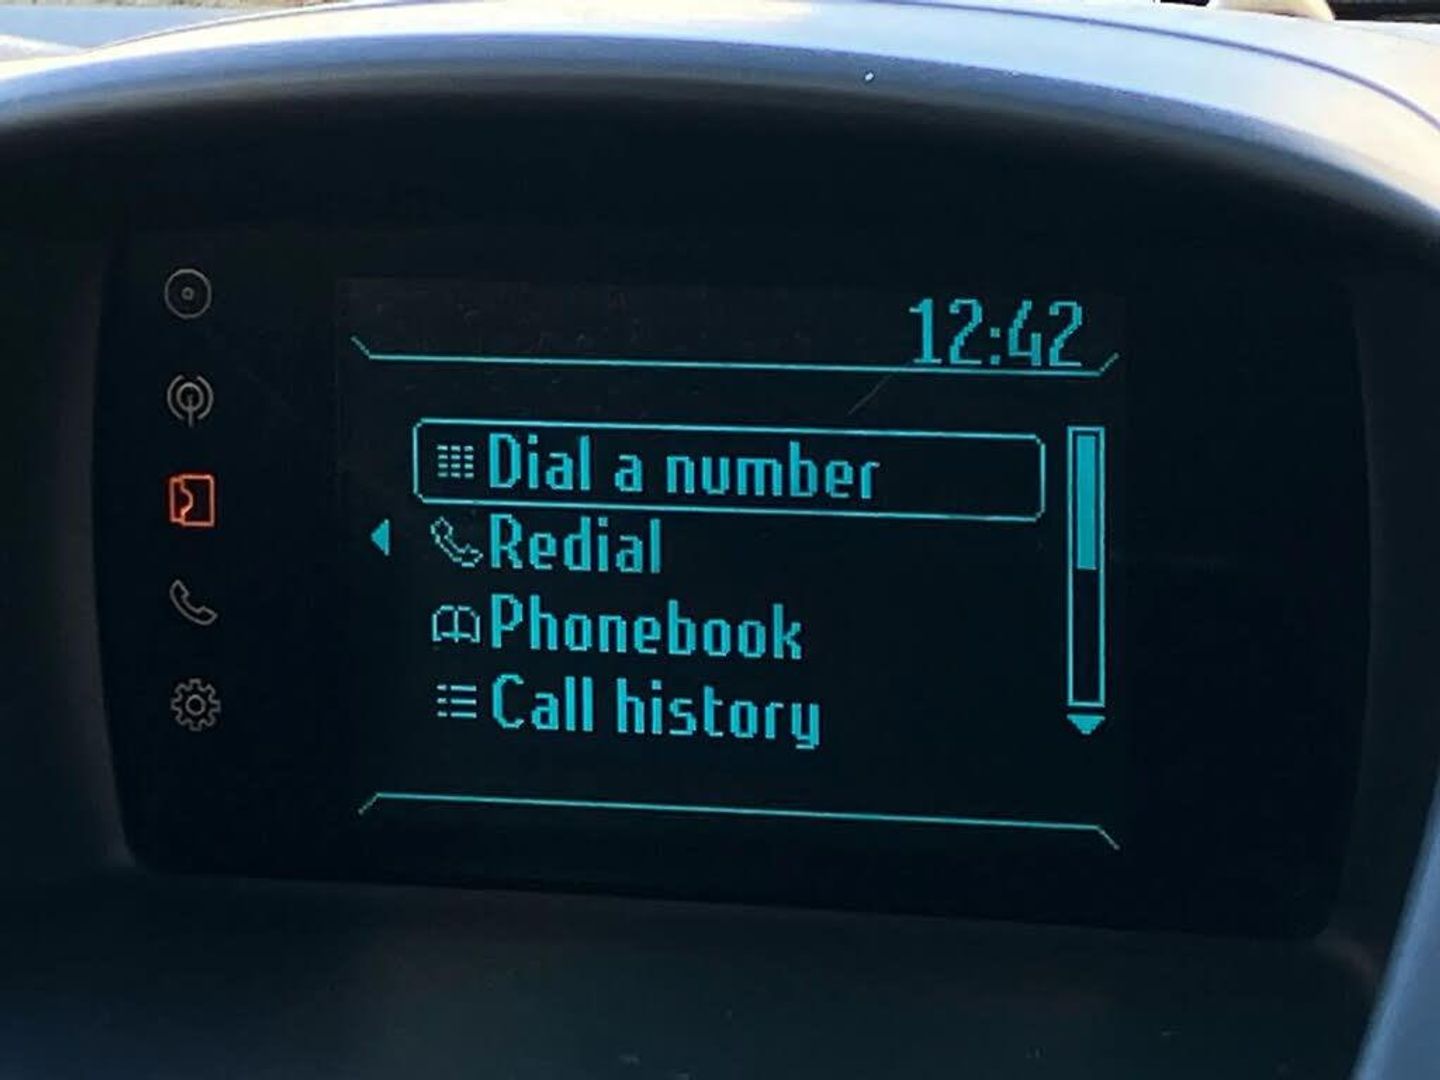 12:42
Dial a number
Redial
Phonebook
Call history